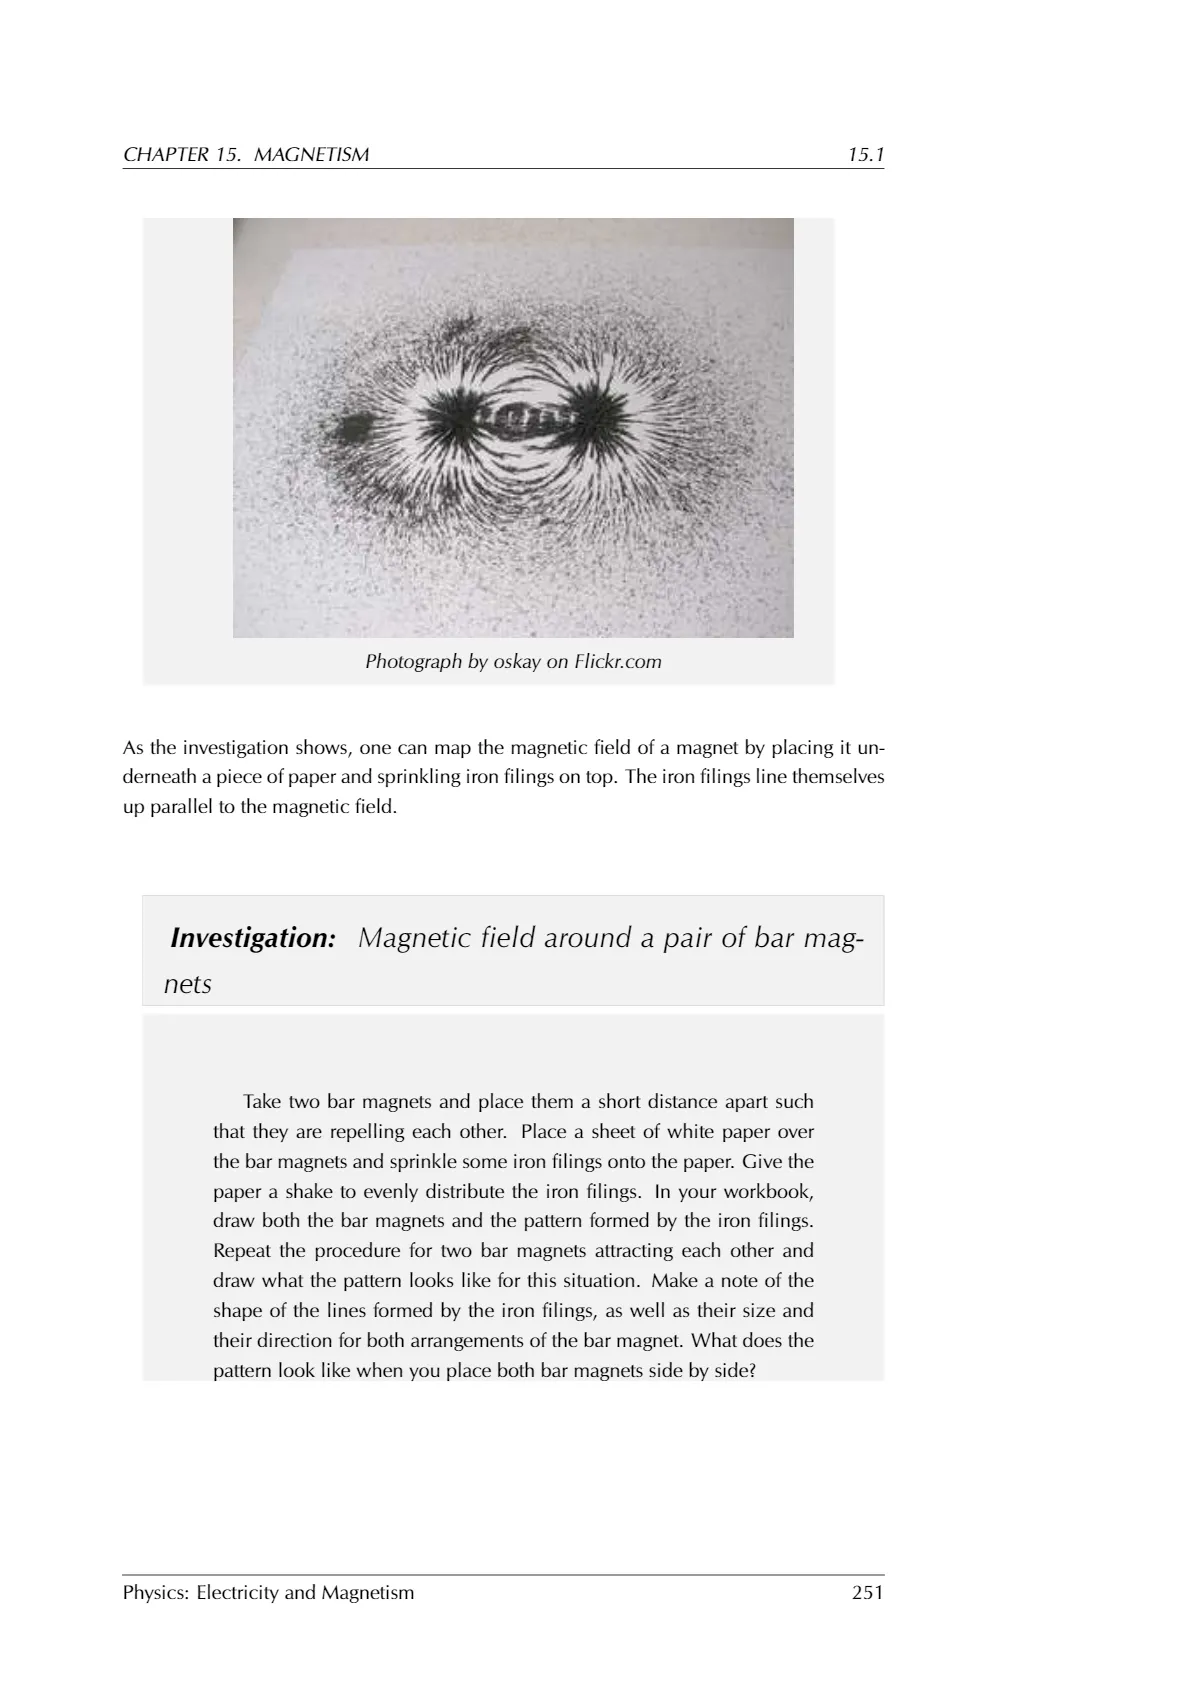 CHAPTER 15. MAGNETISM 15.1
Photograph by oskay on Flickr.com
As the investigation shows, one can map the magnetic field of a magnet by placing it un-
derneath a piece of paper and sprinkling iron filings on top. The iron filings line themselves
up parallel to the magnetic field.
Investigation: Magnetic field around a pair of bar mag-
nets
Take two bar magnets and place them a short distance apart such
that they are repelling each other. Place a sheet of white paper over
the bar magnets and sprinkle some iron filings onto the paper. Give the
paper a shake to evenly distribute the iron filings. In your workbook,
draw both the bar magnets and the pattern formed by the iron filings.
Repeat the procedure for two bar magnets attracting each other and
draw what the pattern looks like for this situation. Make a note of the
shape of the lines formed by the iron filings, as well as their size and
their direction for both arrangements of the bar magnet. What does the
pattern look like when you place both bar magnets side by side?
Physics: Electricity and Magnetism 251